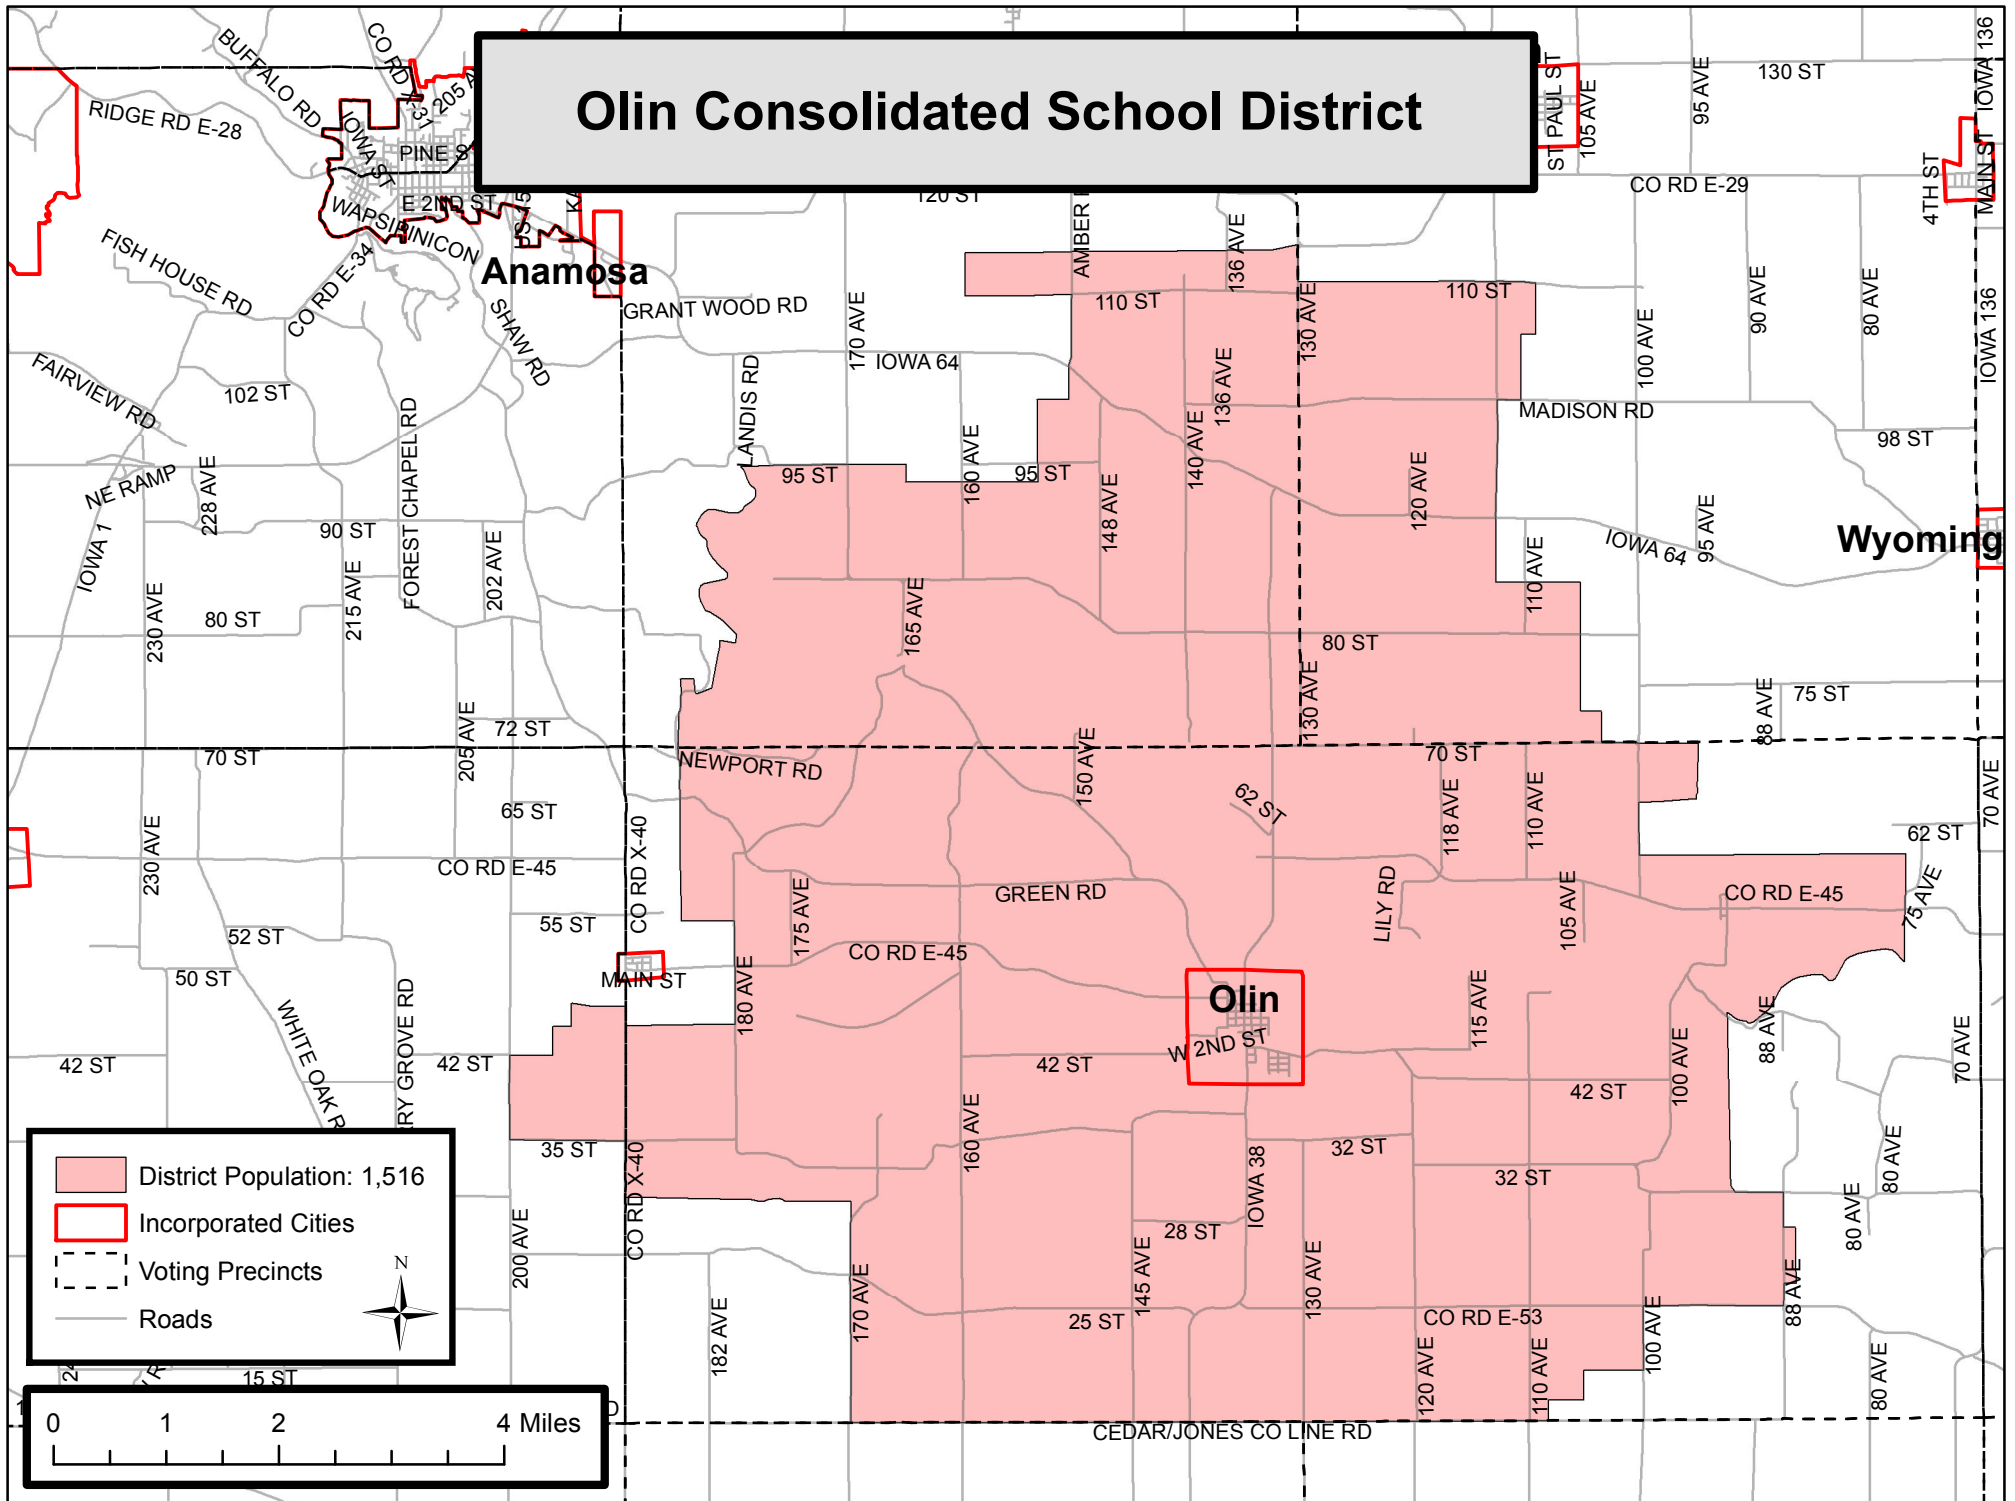 Olin Consolidated School District
BUFFALO RD
CO RD X-31
205 A
RIDGE RD E-28
IOWA ST
PINE S
E 2ND ST
WAPSIPINICON
FISH HOUSE RD
CO RD E-34
Anamosa
SHAW RD
GRANT WOOD RD
120 ST
AMBER
136 AVE
ST PAUL ST
105 AVE
95 AVE
130 ST
IOWA 136
MAIN ST
4TH ST
CO RD E-29
110 ST
110 ST
130 AVE
170 AVE
IOWA 64
LANDIS RD
FAIRVIEW RD
102 ST
FOREST CHAPEL RD
136 AVE
140 AVE
100 AVE
90 AVE
80 AVE
IOWA 136
MADISON RD
98 ST
NE RAMP
228 AVE
IOWA 1
90 ST
95 ST
160 AVE
95 ST
148 AVE
120 AVE
110 AVE
95 AVE
IOWA 64
Wyoming
230 AVE
80 ST
215 AVE
202 AVE
165 AVE
80 ST
130 AVE
75 ST
88 AVE
72 ST
205 AVE
70 ST
NEWPORT RD
150 AVE
62 ST
70 ST
118 AVE
110 AVE
70 AVE
62 ST
65 ST
230 AVE
CO RD E-45
CO RD X-40
GREEN RD
175 AVE
LILY RD
105 AVE
CO RD E-45
75 AVE
55 ST
52 ST
50 ST
MAIN ST
CO RD E-45
180 AVE
Olin
W 2ND ST
115 AVE
88 AVE
70 AVE
WHITE OAK R
RRY GROVE RD
42 ST
42 ST
42 ST
42 ST
100 AVE
35 ST
CO RD X-40
160 AVE
IOWA 38
32 ST
32 ST
80 AVE
80 AVE
28 ST
200 AVE
182 AVE
170 AVE
145 AVE
130 AVE
25 ST
CO RD E-53
120 AVE
110 AVE
100 AVE
88 AVE
80 AVE
CEDAR/JONES CO LINE RD
District Population: 1,516
Incorporated Cities
Voting Precincts
N
Roads
15 ST
0 1 2 4 Miles